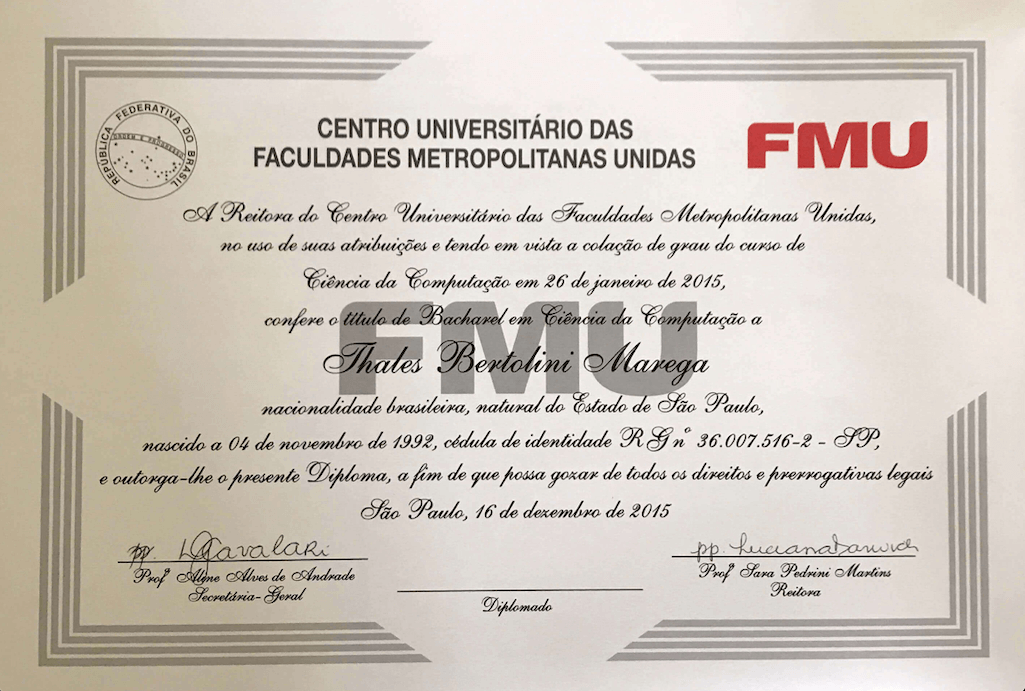 REPÚBLICA FEDERATIVA DO BRASIL
ORDEM E PROGRESSO
CENTRO UNIVERSITÁRIO DAS
FACULDADES METROPOLITANAS UNIDAS
FMU
A Reitora do Centro Universitário das Faculdades Metropolitanas Unidas,
no uso de suas atribuições e tendo em vista a colação de grau do curso de
Ciência da Computação em 26 de janeiro de 2015,
confere o título de Bacharel em Ciência da Computação a
FMU
Thales Bertolini Marega
nacionalidade brasileira, natural do Estado de São Paulo,
nascido a 04 de novembro de 1992, cédula de identidade RG nº 36.007.516-2 - SP,
e outorga-lhe o presente Diploma, a fim de que possa gozar de todos os direitos e prerrogativas legais
São Paulo, 16 de dezembro de 2015
pp.
pp. Luciana
Profª Aline Alves de Andrade
Secretária-Geral
Profª Sara Pedrini Martins
Reitora
Diplomado